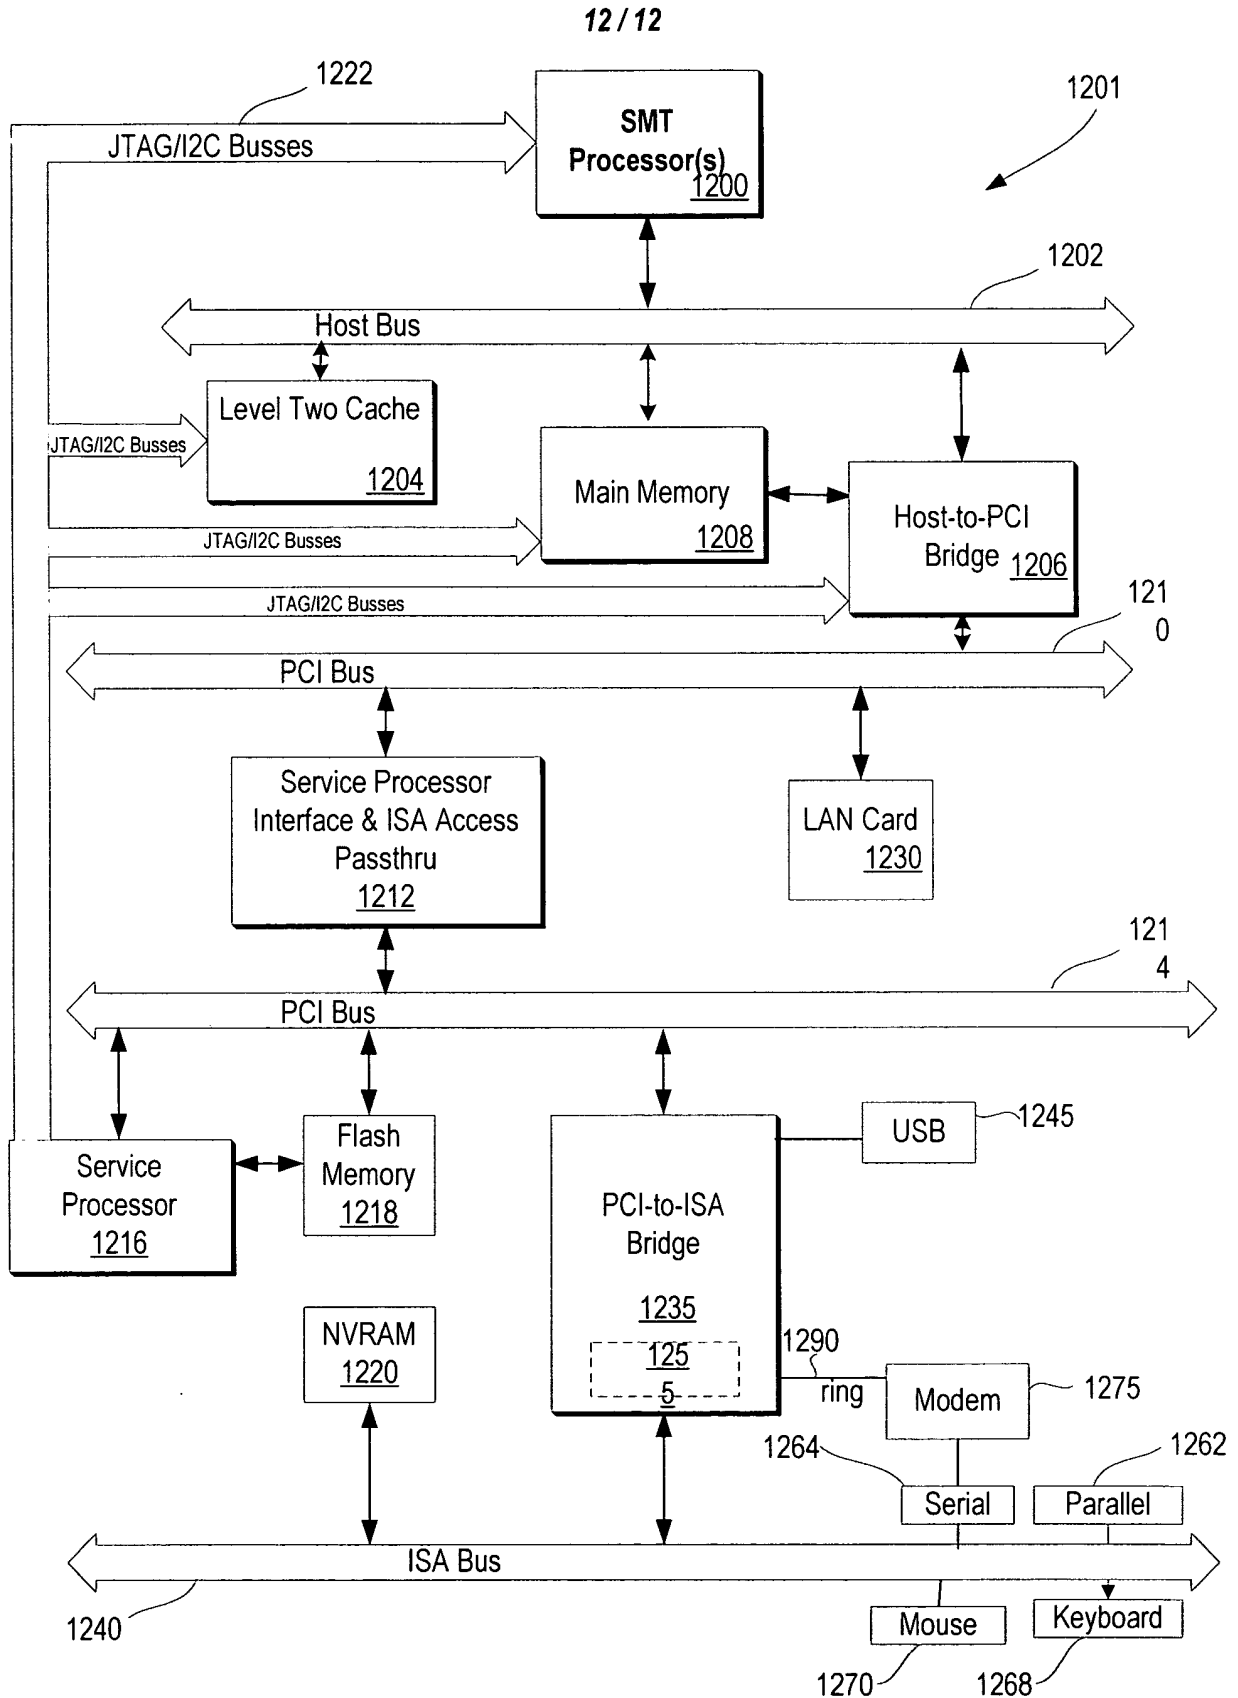 12 / 12
1222
1201
SMT
Processor(s)
1200
JTAG/I2C Busses
1202
Host Bus
Level Two Cache
1204
JTAG/I2C Busses
Main Memory
1208
Host-to-PCI
Bridge
1206
JTAG/I2C Busses
JTAG/I2C Busses
121
0
PCI Bus
Service Processor
Interface & ISA Access
Passthru
1212
LAN Card
1230
121
4
PCI Bus
Service
Processor
1216
Flash
Memory
1218
USB
1245
PCI-to-ISA
Bridge
1235
125
5
NVRAM
1220
1290
ring
Modem
1275
1264
1262
Serial
Parallel
ISA Bus
1240
Mouse
Keyboard
1270
1268